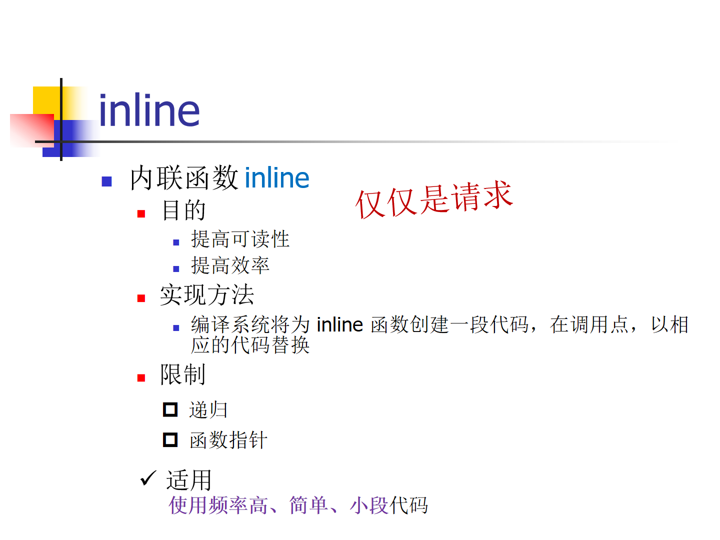 inline
内联函数 inline
仅仅是请求
目的
提高可读性
提高效率
实现方法
编译系统将为 inline 函数创建一段代码，在调用点，以相
应的代码替换
限制
递归
函数指针
适用
使用频率高、简单、小段代码